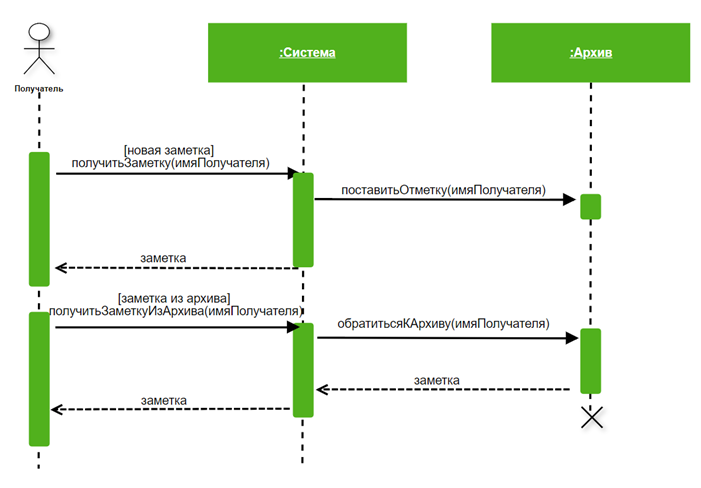 :Система
:Архив
Получатель
[новая заметка]
получитьЗаметку(имяПолучателя)
поставитьОтметку(имяПолучателя)
заметка
[заметка из архива]
получитьЗаметкуИзАрхива(имяПолучателя)
обратитьсяКАрхиву(имяПолучателя)
заметка
заметка